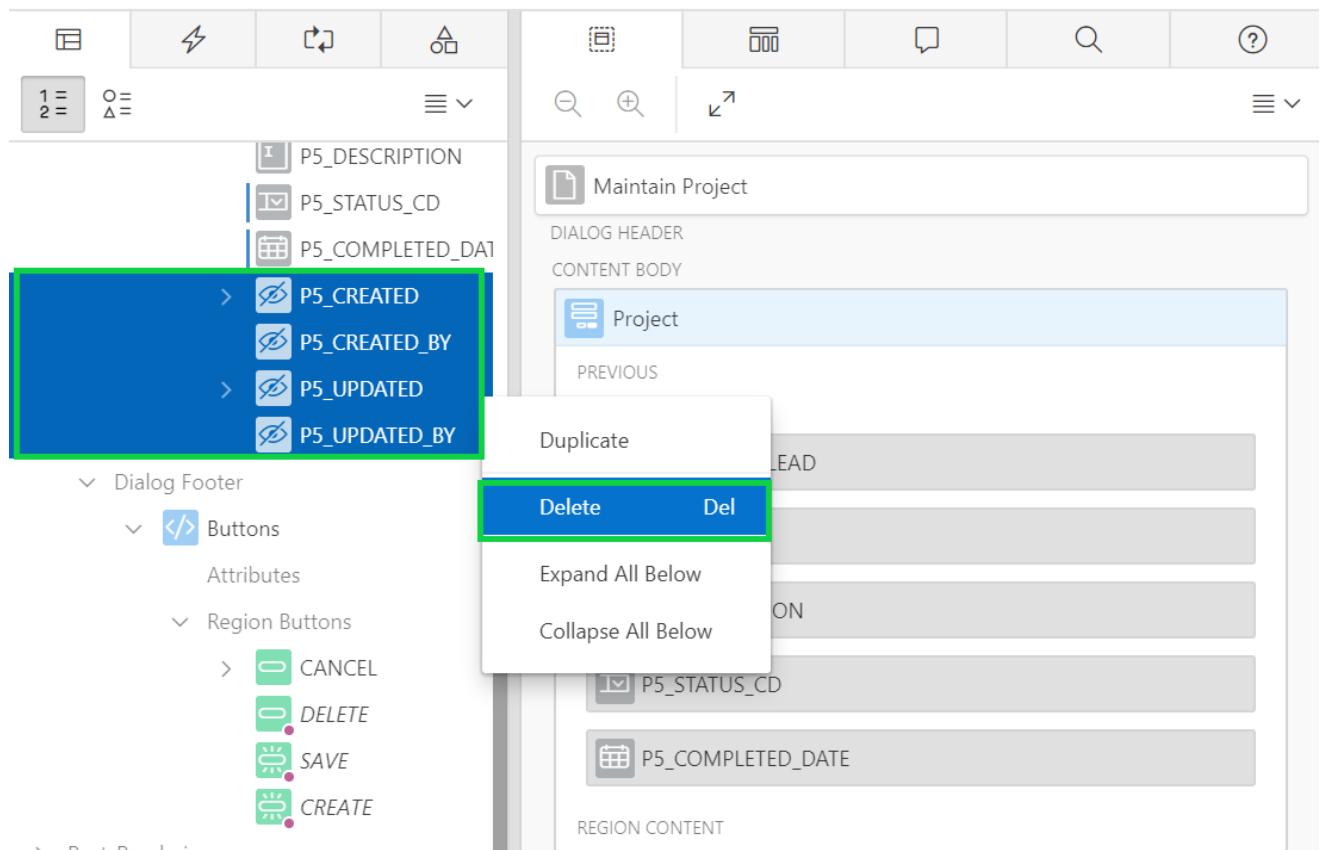 P5_DESCRIPTION
P5_STATUS_CD
P5_COMPLETED_DAT
P5_CREATED
P5_CREATED_BY
P5_UPDATED
P5_UPDATED_BY
Dialog Footer
Buttons
Attributes
Region Buttons
CANCEL
DELETE
SAVE
CREATE
Duplicate
Delete Del
Expand All Below
Collapse All Below
Maintain Project
DIALOG HEADER
CONTENT BODY
Project
PREVIOUS
LEAD
ON
P5_STATUS_CD
P5_COMPLETED_DATE
REGION CONTENT